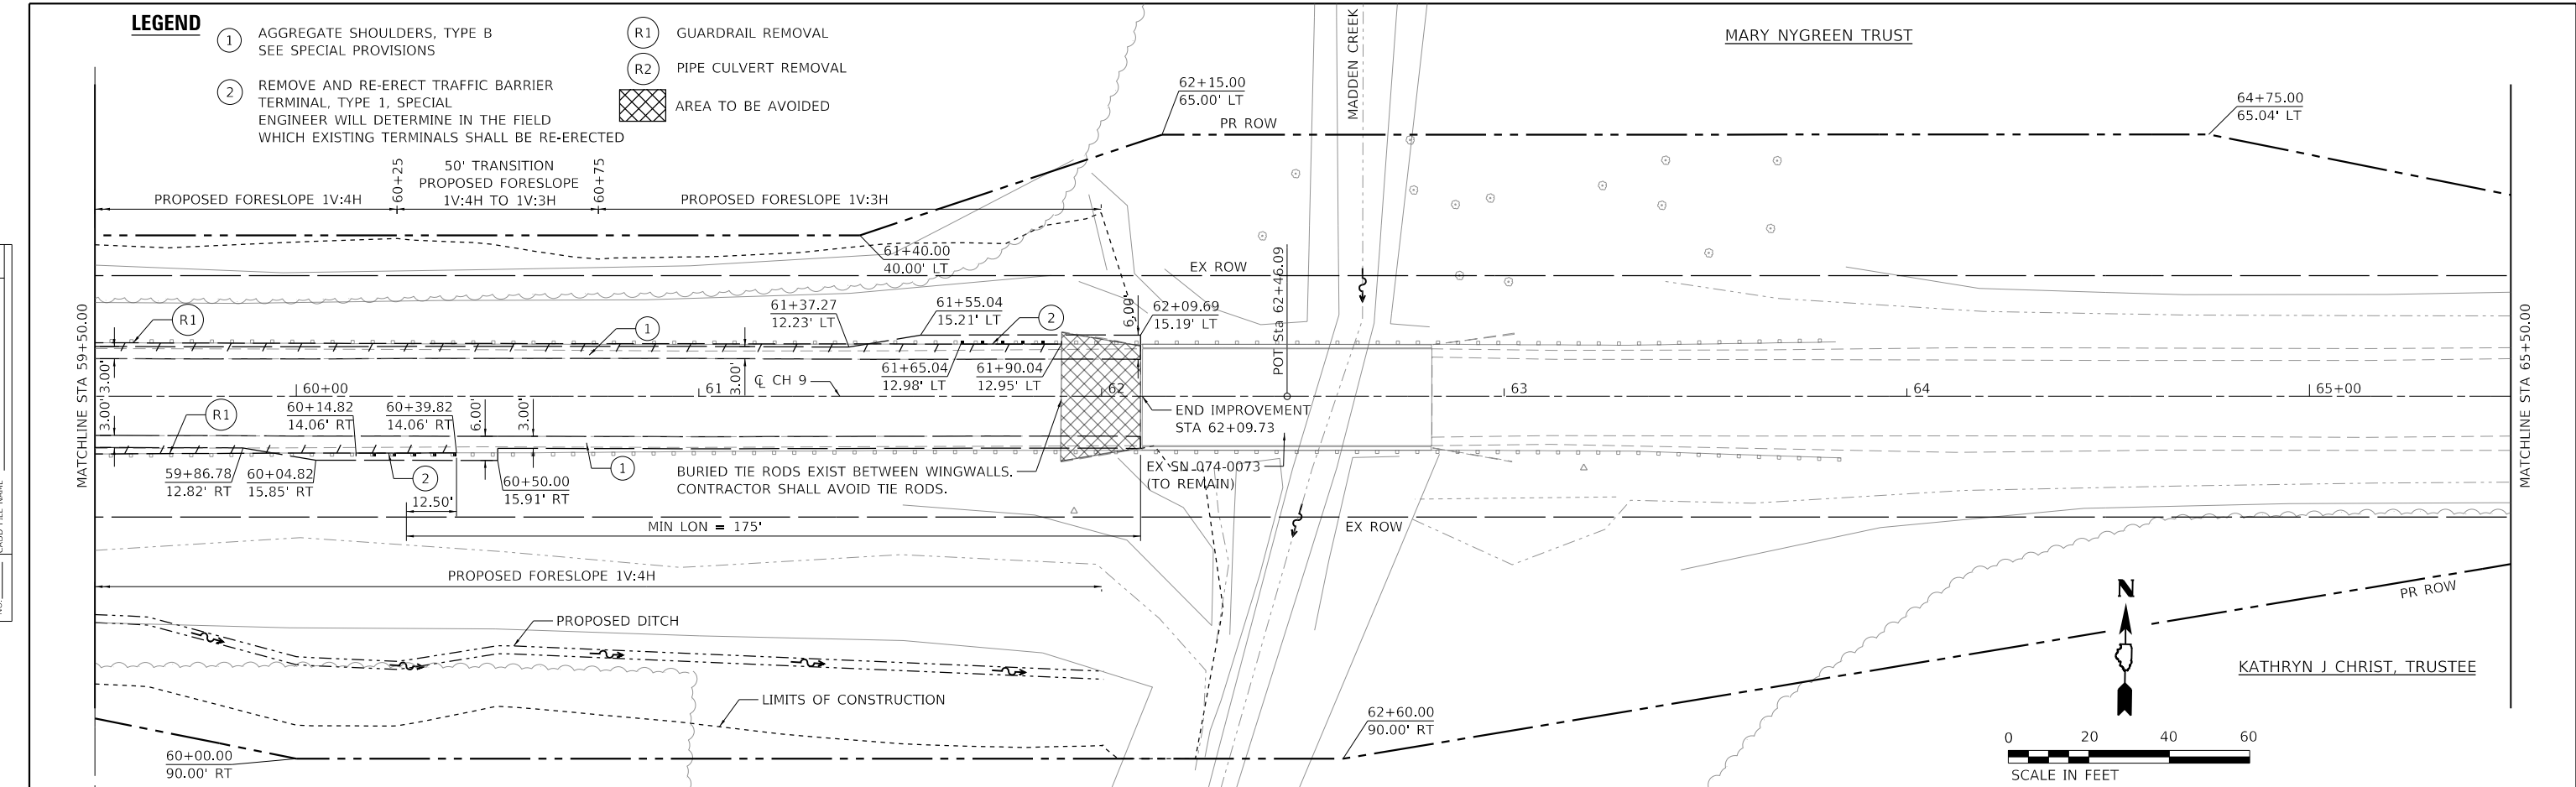 LEGEND
1 AGGREGATE SHOULDERS, TYPE B
SEE SPECIAL PROVISIONS
2 REMOVE AND RE-ERECT TRAFFIC BARRIER
TERMINAL, TYPE 1, SPECIAL
ENGINEER WILL DETERMINE IN THE FIELD
WHICH EXISTING TERMINALS SHALL BE RE-ERECTED
R1 GUARDRAIL REMOVAL
R2 PIPE CULVERT REMOVAL
AREA TO BE AVOIDED
MADDEN CREEK
MARY NYGREEN TRUST
62+15.00
65.00' LT
PR ROW
64+75.00
65.04' LT
60+25
50' TRANSITION
PROPOSED FORESLOPE
1V:4H TO 1V:3H
60+75
PROPOSED FORESLOPE 1V:4H
PROPOSED FORESLOPE 1V:3H
61+40.00
40.00' LT
EX ROW
POT Sta 62+46.09
MATCHLINE STA 59+50.00
MATCHLINE STA 65+50.00
R1
1
61+37.27
12.23' LT
61+55.04
15.21' LT
2
6.00'
62+09.69
15.19' LT
3.00'
3.00'
61+65.04
12.98' LT
61+90.04
12.95' LT
60+00
61
℄ CH 9
62
63
64
65+00
3.00'
R1
60+14.82
14.06' RT
60+39.82
14.06' RT
6.00'
3.00'
END IMPROVEMENT
STA 62+09.73
59+86.78
12.82' RT
60+04.82
15.85' RT
2
12.50'
60+50.00
15.91' RT
1
BURIED TIE RODS EXIST BETWEEN WINGWALLS.
CONTRACTOR SHALL AVOID TIE RODS.
EX SN 074-0073
(TO REMAIN)
MIN LON = 175'
EX ROW
PROPOSED FORESLOPE 1V:4H
PROPOSED DITCH
LIMITS OF CONSTRUCTION
60+00.00
90.00' RT
62+60.00
90.00' RT
PR ROW
N
KATHRYN J CHRIST, TRUSTEE
0 20 40 60
SCALE IN FEET
NO.
CADD FILE NAME